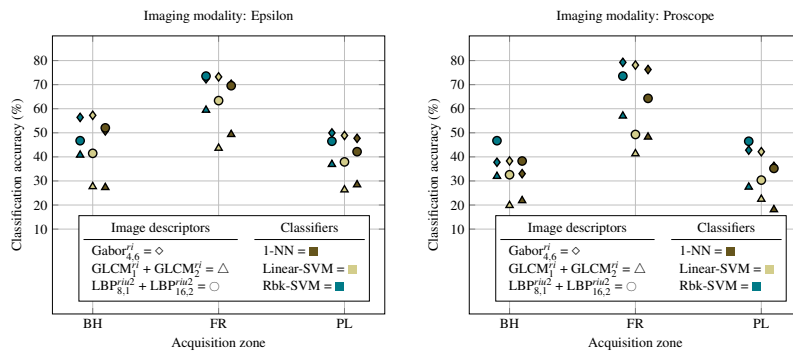 Imaging modality: Epsilon
Classification accuracy (%)
80
70
60
50
40
30
20
10
Image descriptors Classifiers
Gabor^{ri}_{4,6} = ◇ 1-NN = ■
GLCM^{ri}_1 + GLCM^{ri}_2 = △ Linear-SVM = ■
LBP^{riu2}_{8,1} + LBP^{riu2}_{16,2} = ○ Rbk-SVM = ■
BH FR PL
Acquisition zone
Imaging modality: Proscope
Classification accuracy (%)
80
70
60
50
40
30
20
10
Image descriptors Classifiers
Gabor^{ri}_{4,6} = ◇ 1-NN = ■
GLCM^{ri}_1 + GLCM^{ri}_2 = △ Linear-SVM = ■
LBP^{riu2}_{8,1} + LBP^{riu2}_{16,2} = ○ Rbk-SVM = ■
BH FR PL
Acquisition zone